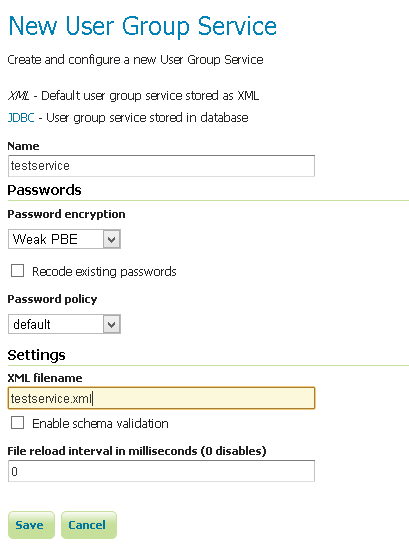 New User Group Service
Create and configure a new User Group Service
XML - Default user group service stored as XML
JDBC - User group service stored in database
Name
testservice
Passwords
Password encryption
Weak PBE
Recode existing passwords
Password policy
default
Settings
XML filename
testservice.xml
Enable schema validation
File reload interval in milliseconds (0 disables)
0
Save Cancel